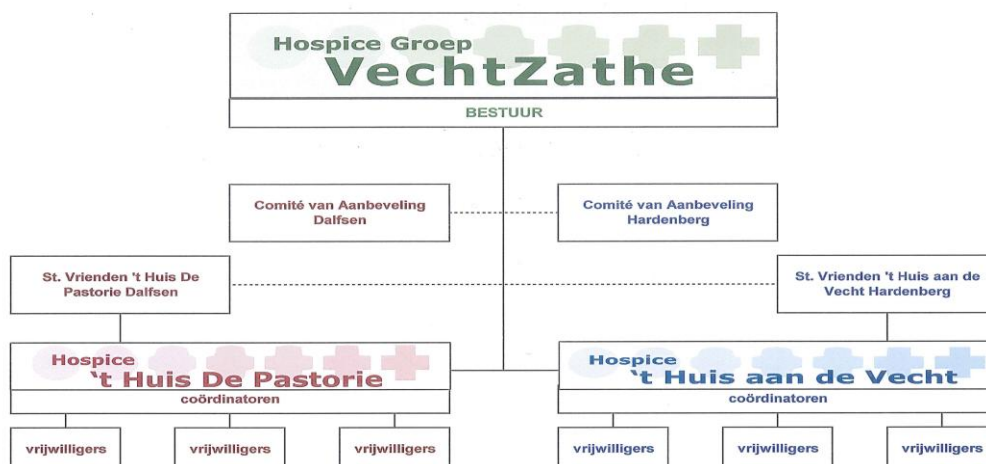 Hospice Groep
VechtZathe
BESTUUR
Comité van Aanbeveling
Dalfsen
Comité van Aanbeveling
Hardenberg
St. Vrienden 't Huis De
Pastorie Dalfsen
St. Vrienden 't Huis aan de
Vecht Hardenberg
Hospice
't Huis De Pastorie
coördinatoren
Hospice
't Huis aan de Vecht
coördinatoren
vrijwilligers
vrijwilligers
vrijwilligers
vrijwilligers
vrijwilligers
vrijwilligers